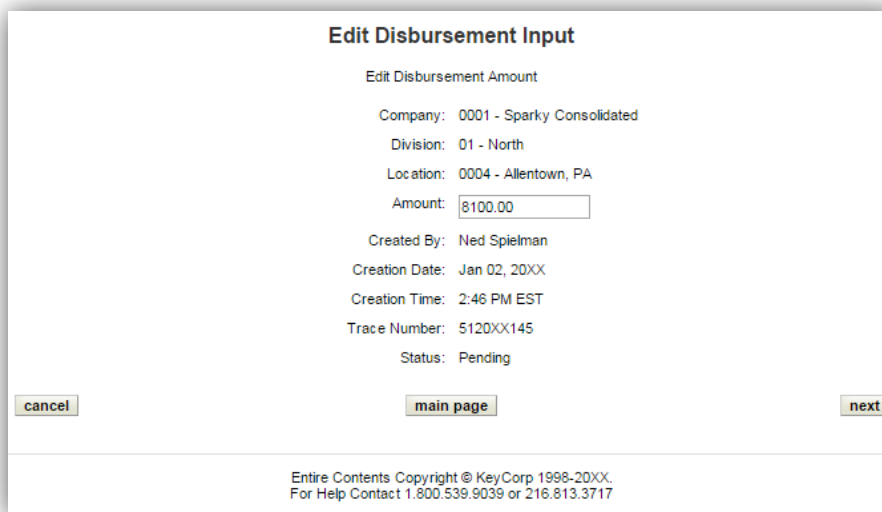 Edit Disbursement Input
Edit Disbursement Amount
Company: 0001 - Sparky Consolidated
Division: 01 - North
Location: 0004 - Allentown, PA
Amount: 8100.00
Created By: Ned Spielman
Creation Date: Jan 02, 20XX
Creation Time: 2:46 PM EST
Trace Number: 5120XX145
Status: Pending
cancel main page next
Entire Contents Copyright © KeyCorp 1998-20XX.
For Help Contact 1.800.539.9039 or 216.813.3717